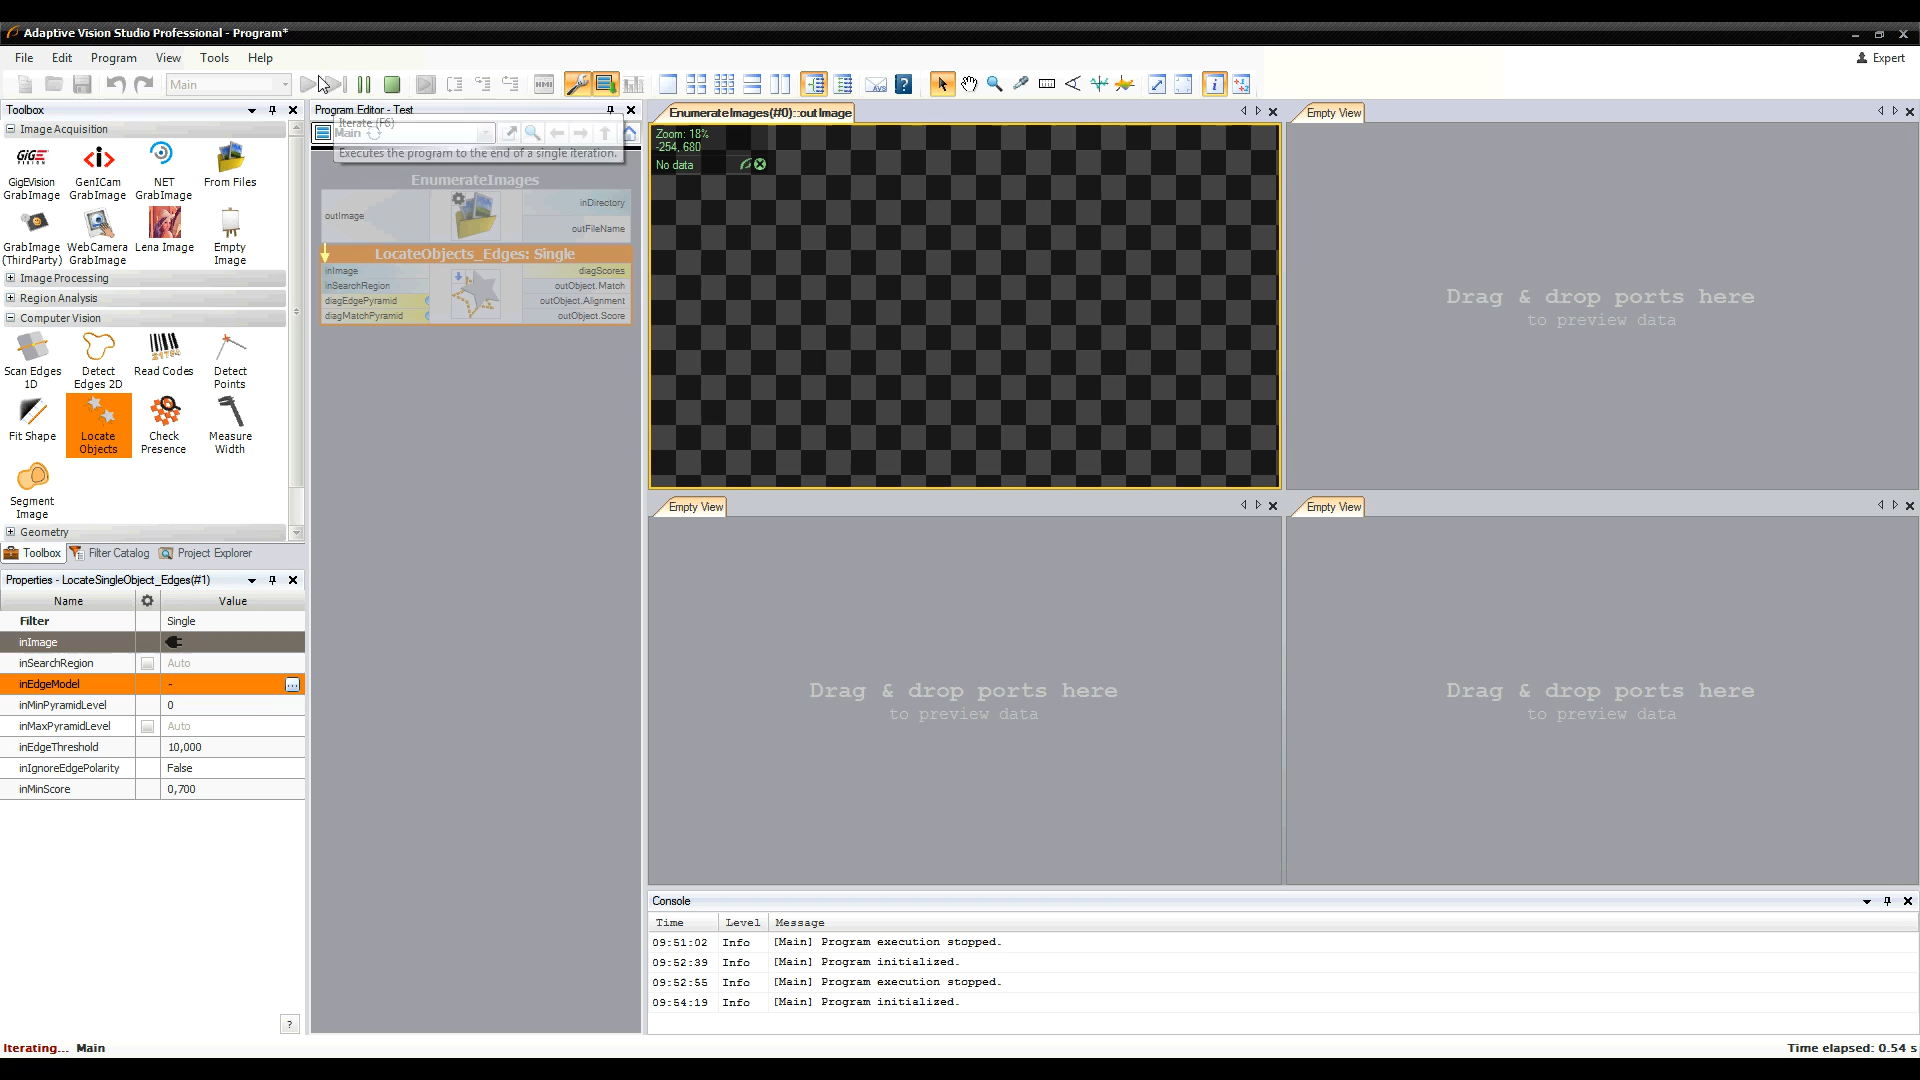 Adaptive Vision Studio Professional - Program*
File Edit Program View Tools Help
Expert
Main
HMI
AVS
Toolbox
Image Acquisition
GigEVision GrabImage
GenICam GrabImage
NET GrabImage
From Files
GrabImage (ThirdParty)
WebCamera GrabImage
Lena Image
Empty Image
Image Processing
Region Analysis
Computer Vision
Scan Edges 1D
Detect Edges 2D
Read Codes
Detect Points
Fit Shape
Locate Objects
Check Presence
Measure Width
Segment Image
Geometry
Toolbox Filter Catalog Project Explorer
Properties - LocateSingleObject_Edges(#1)
Name Value
Filter Single
inImage
inSearchRegion Auto
inEdgeModel -
inMinPyramidLevel 0
inMaxPyramidLevel Auto
inEdgeThreshold 10,000
inIgnoreEdgePolarity False
inMinScore 0,700
?
Iterating... Main
Program Editor - Test
Iterate (F6)
Main
Executes the program to the end of a single iteration.
EnumerateImages
inDirectory
outImage
outFileName
LocateObjects_Edges: Single
inImage diagScores
inSearchRegion outObject.Match
diagEdgePyramid outObject.Alignment
diagMatchPyramid outObject.Score
EnumerateImages(#0)::outImage
Zoom: 18%
-254, 680
No data
Empty View
Drag & drop ports here
to preview data
Empty View
Drag & drop ports here
to preview data
Empty View
Drag & drop ports here
to preview data
Console
Time Level Message
09:51:02 Info [Main] Program execution stopped.
09:52:39 Info [Main] Program initialized.
09:52:55 Info [Main] Program execution stopped.
09:54:19 Info [Main] Program initialized.
Time elapsed: 0.54 s